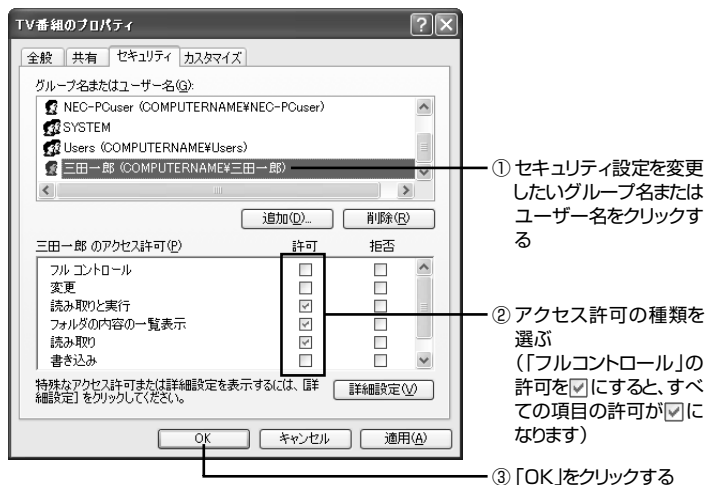 TV番組のプロパティ
全般 共有 セキュリティ カスタマイズ
グループ名またはユーザー名(G):
NEC-PCuser (COMPUTERNAME¥NEC-PCuser)
SYSTEM
Users (COMPUTERNAME¥Users)
三田一郎 (COMPUTERNAME¥三田一郎)
追加(D)... 削除(R)
三田一郎 のアクセス許可(P) 許可 拒否
フル コントロール
変更
読み取りと実行
フォルダの内容の一覧表示
読み取り
書き込み
特殊なアクセス許可または詳細設定を表示するには、[詳
細設定] をクリックしてください。
詳細設定(V)
OK キャンセル 適用(A)
① セキュリティ設定を変更
したいグループ名または
ユーザー名をクリックす
る
② アクセス許可の種類を
選ぶ
(「フルコントロール」の
許可を☑にすると、すべ
ての項目の許可が☑に
なります)
③ 「OK」をクリックする